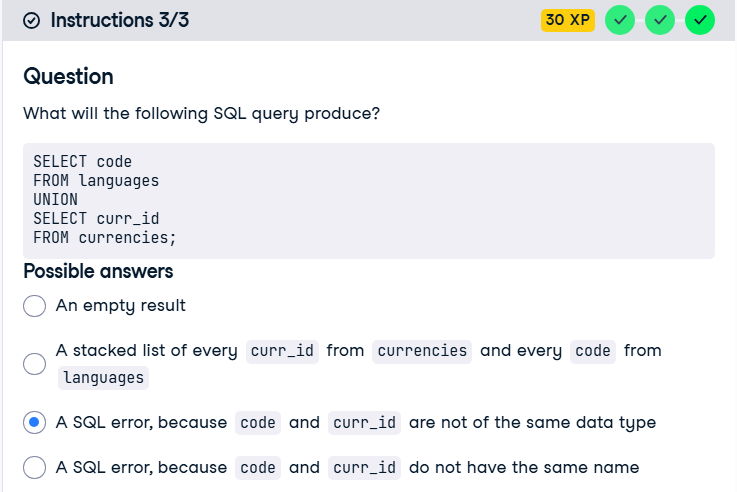 Instructions 3/3 30 XP
Question
What will the following SQL query produce?
SELECT code
FROM languages
UNION
SELECT curr_id
FROM currencies;
Possible answers
An empty result
A stacked list of every curr_id from currencies and every code from
languages
A SQL error, because code and curr_id are not of the same data type
A SQL error, because code and curr_id do not have the same name